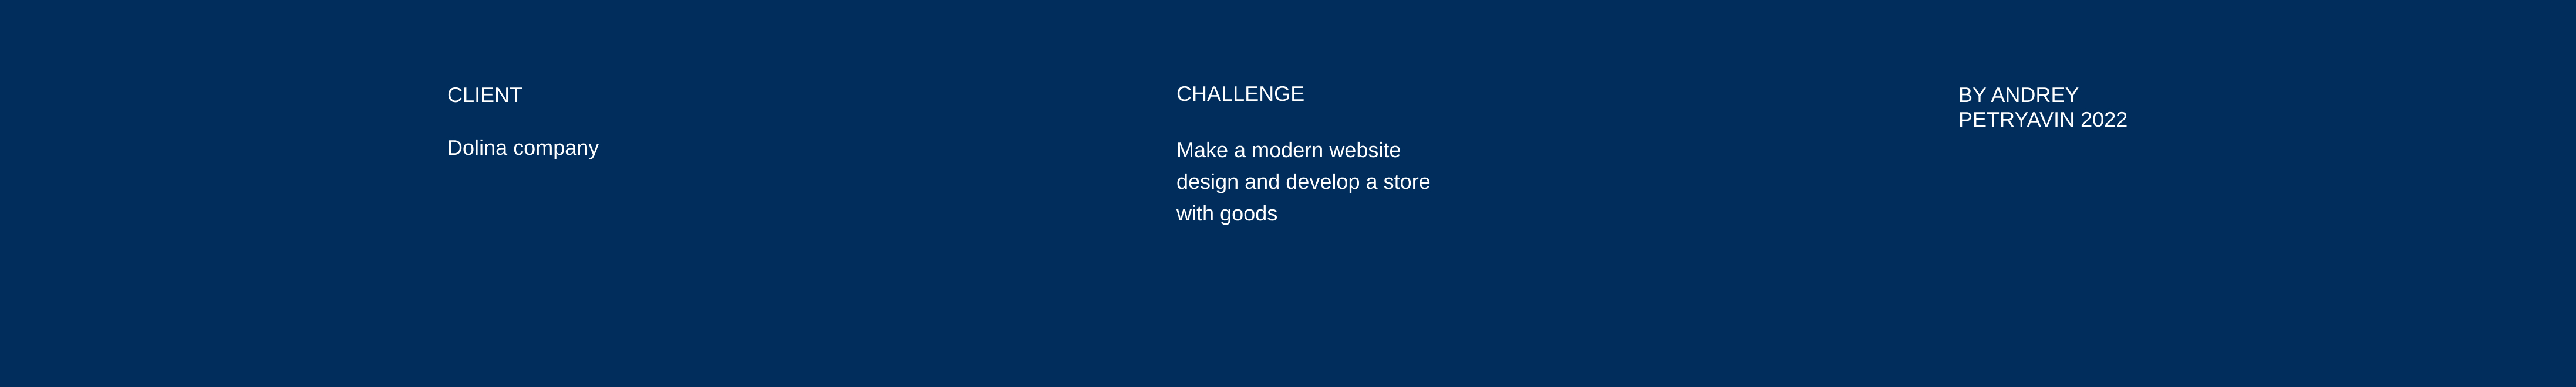 CLIENT
Dolina company
CHALLENGE
Make a modern website
design and develop a store
with goods
BY ANDREY
PETRYAVIN 2022